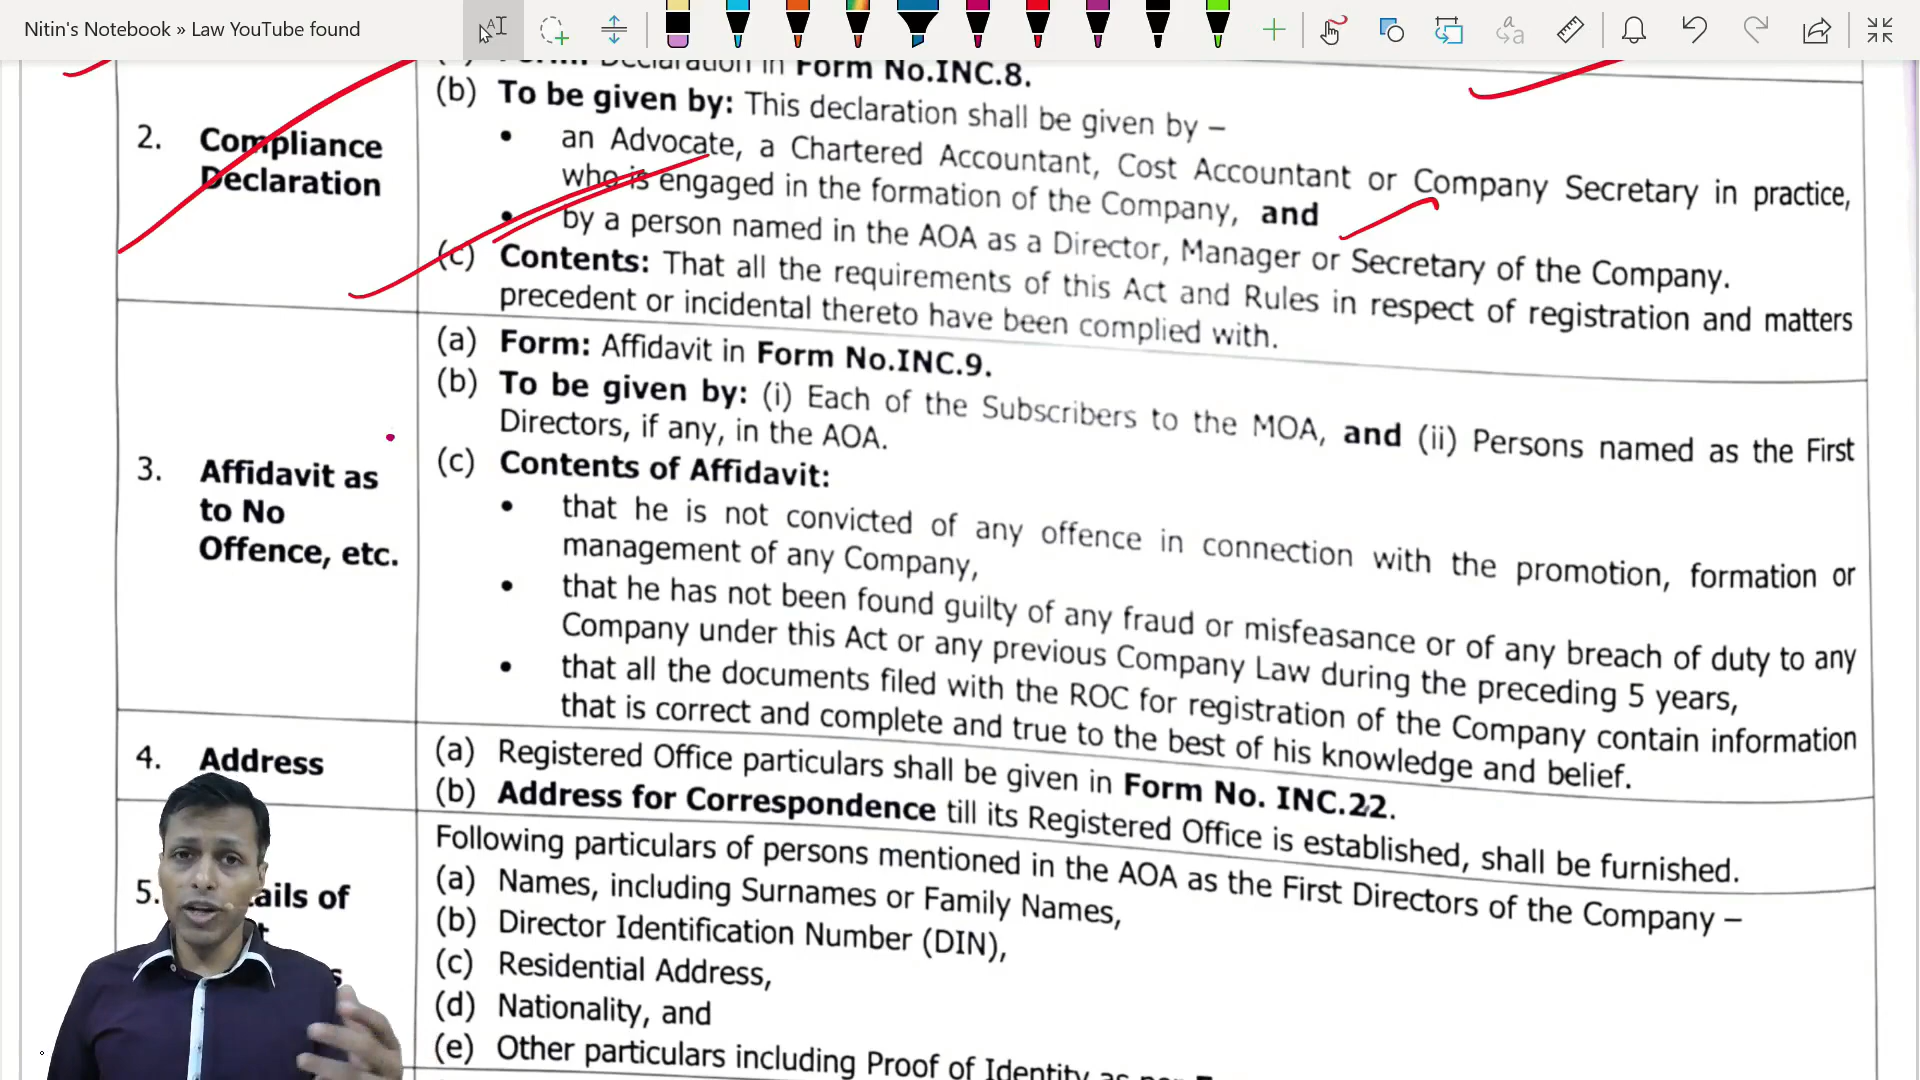 Nitin's Notebook » Law YouTube found
Form: Declaration in Form No.INC.8.
(b) To be given by: This declaration shall be given by –
• an Advocate, a Chartered Accountant, Cost Accountant or Company Secretary in practice,
2. Compliance
who is engaged in the formation of the Company, and
Declaration
• by a person named in the AOA as a Director, Manager or Secretary of the Company.
(c) Contents: That all the requirements of this Act and Rules in respect of registration and matters
precedent or incidental thereto have been complied with.
(a) Form: Affidavit in Form No.INC.9.
(b) To be given by: (i) Each of the Subscribers to the MOA, and (ii) Persons named as the First
Directors, if any, in the AOA.
3. Affidavit as
to No
Offence, etc.
(c) Contents of Affidavit:
• that he is not convicted of any offence in connection with the promotion, formation or
management of any Company,
• that he has not been found guilty of any fraud or misfeasance or of any breach of duty to any
Company under this Act or any previous Company Law during the preceding 5 years,
• that all the documents filed with the ROC for registration of the Company contain information
that is correct and complete and true to the best of his knowledge and belief.
4. Address
(a) Registered Office particulars shall be given in Form No. INC.22.
(b) Address for Correspondence till its Registered Office is established, shall be furnished.
Following particulars of persons mentioned in the AOA as the First Directors of the Company –
5. ails of
(a) Names, including Surnames or Family Names,
(b) Director Identification Number (DIN),
(c) Residential Address,
(d) Nationality, and
(e) Other particulars including Proof of Identity as per